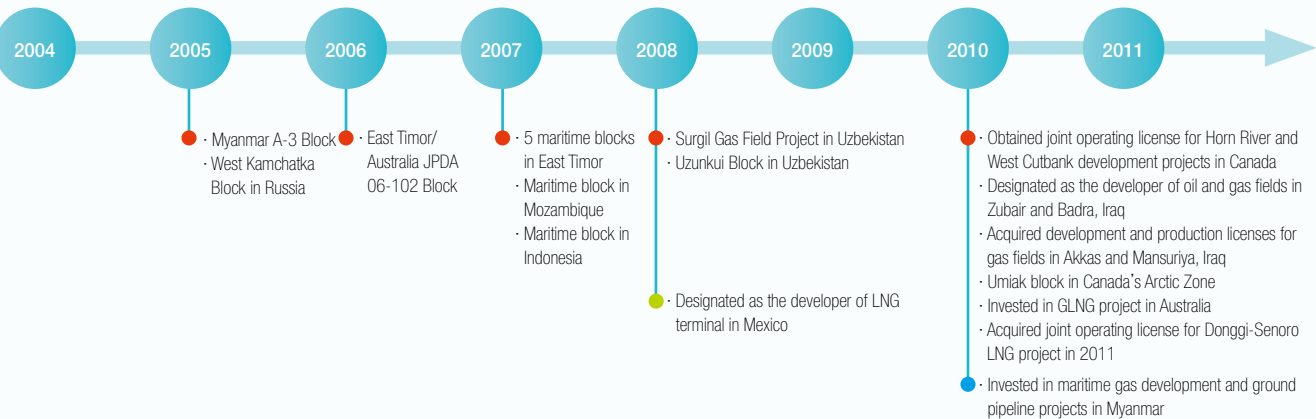 2004
2005
2006
2007
2008
2009
2010
2011
· Myanmar A-3 Block
· West Kamchatka
Block in Russia
· East Timor/
Australia JPDA
06-102 Block
· 5 maritime blocks
in East Timor
· Maritime block in
Mozambique
· Maritime block in
Indonesia
· Surgil Gas Field Project in Uzbekistan
· Uzunkui Block in Uzbekistan
· Designated as the developer of LNG
terminal in Mexico
· Obtained joint operating license for Horn River and
West Cutbank development projects in Canada
· Designated as the developer of oil and gas fields in
Zubair and Badra, Iraq
· Acquired development and production licenses for
gas fields in Akkas and Mansuriya, Iraq
· Umiak block in Canada's Arctic Zone
· Invested in GLNG project in Australia
· Acquired joint operating license for Donggi-Senoro
LNG project in 2011
· Invested in maritime gas development and ground
pipeline projects in Myanmar